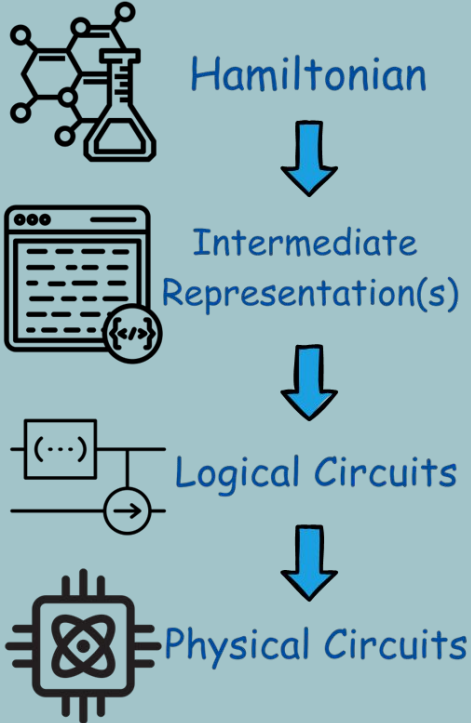 Hamiltonian
Intermediate
Representation(s)
{</>}
(...)
Logical Circuits
Physical Circuits